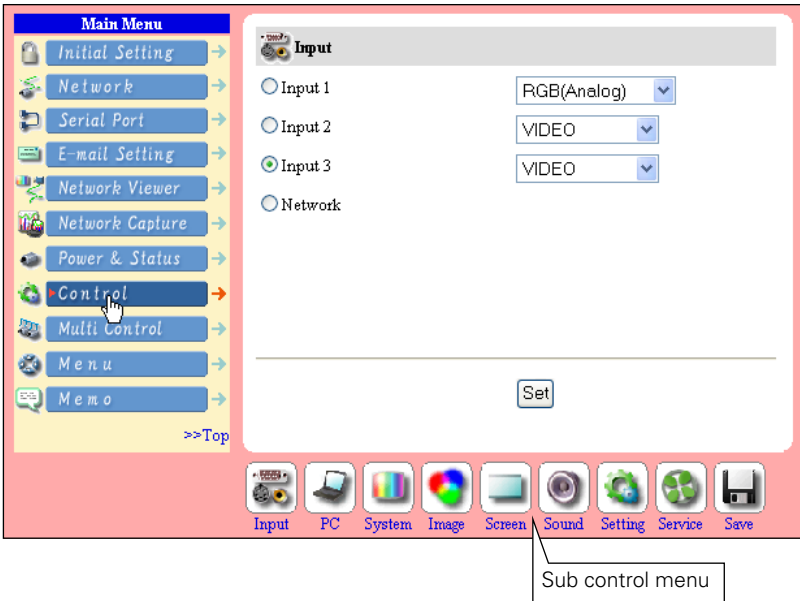 Main Menu
Initial Setting
Network
Serial Port
E-mail Setting
Network Viewer
Network Capture
Power & Status
Control
Multi Control
Menu
Memo
>>Top
Input
Input 1 RGB(Analog)
Input 2 VIDEO
Input 3 VIDEO
Network
Set
Input PC System Image Screen Sound Setting Service Save
Sub control menu